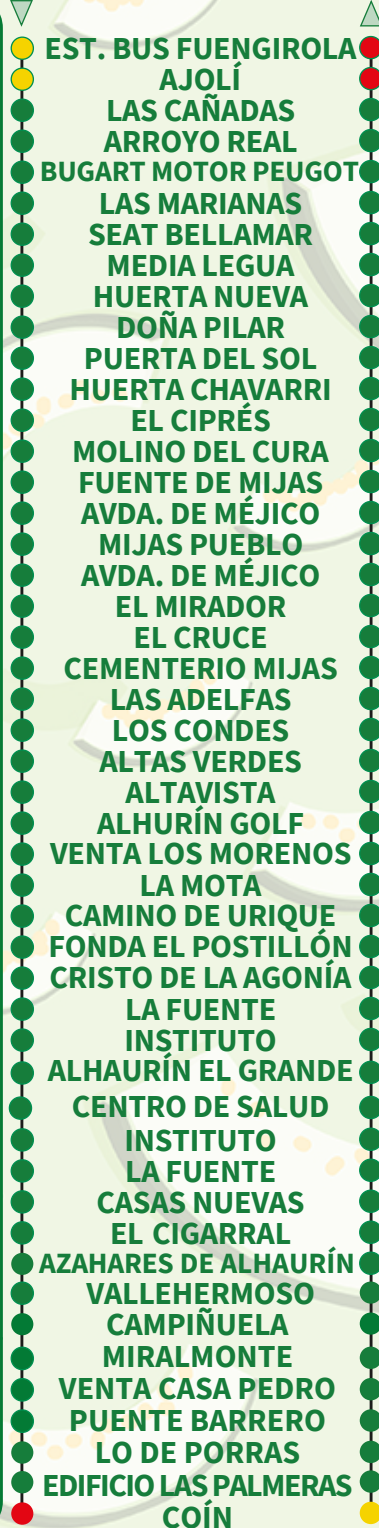 EST. BUS FUENGIROLA
AJOLÍ
LAS CAÑADAS
ARROYO REAL
BUGART MOTOR PEUGOT
LAS MARIANAS
SEAT BELLAMAR
MEDIA LEGUA
HUERTA NUEVA
DOÑA PILAR
PUERTA DEL SOL
HUERTA CHAVARRI
EL CIPRÉS
MOLINO DEL CURA
FUENTE DE MIJAS
AVDA. DE MÉJICO
MIJAS PUEBLO
AVDA. DE MÉJICO
EL MIRADOR
EL CRUCE
CEMENTERIO MIJAS
LAS ADELFAS
LOS CONDES
ALTAS VERDES
ALTAVISTA
ALHURÍN GOLF
VENTA LOS MORENOS
LA MOTA
CAMINO DE URIQUE
FONDA EL POSTILLÓN
CRISTO DE LA AGONÍA
LA FUENTE
INSTITUTO
ALHAURÍN EL GRANDE
CENTRO DE SALUD
INSTITUTO
LA FUENTE
CASAS NUEVAS
EL CIGARRAL
AZAHARES DE ALHAURÍN
VALLEHERMOSO
CAMPIÑUELA
MIRALMONTE
VENTA CASA PEDRO
PUENTE BARRERO
LO DE PORRAS
EDIFICIO LAS PALMERAS
COÍN